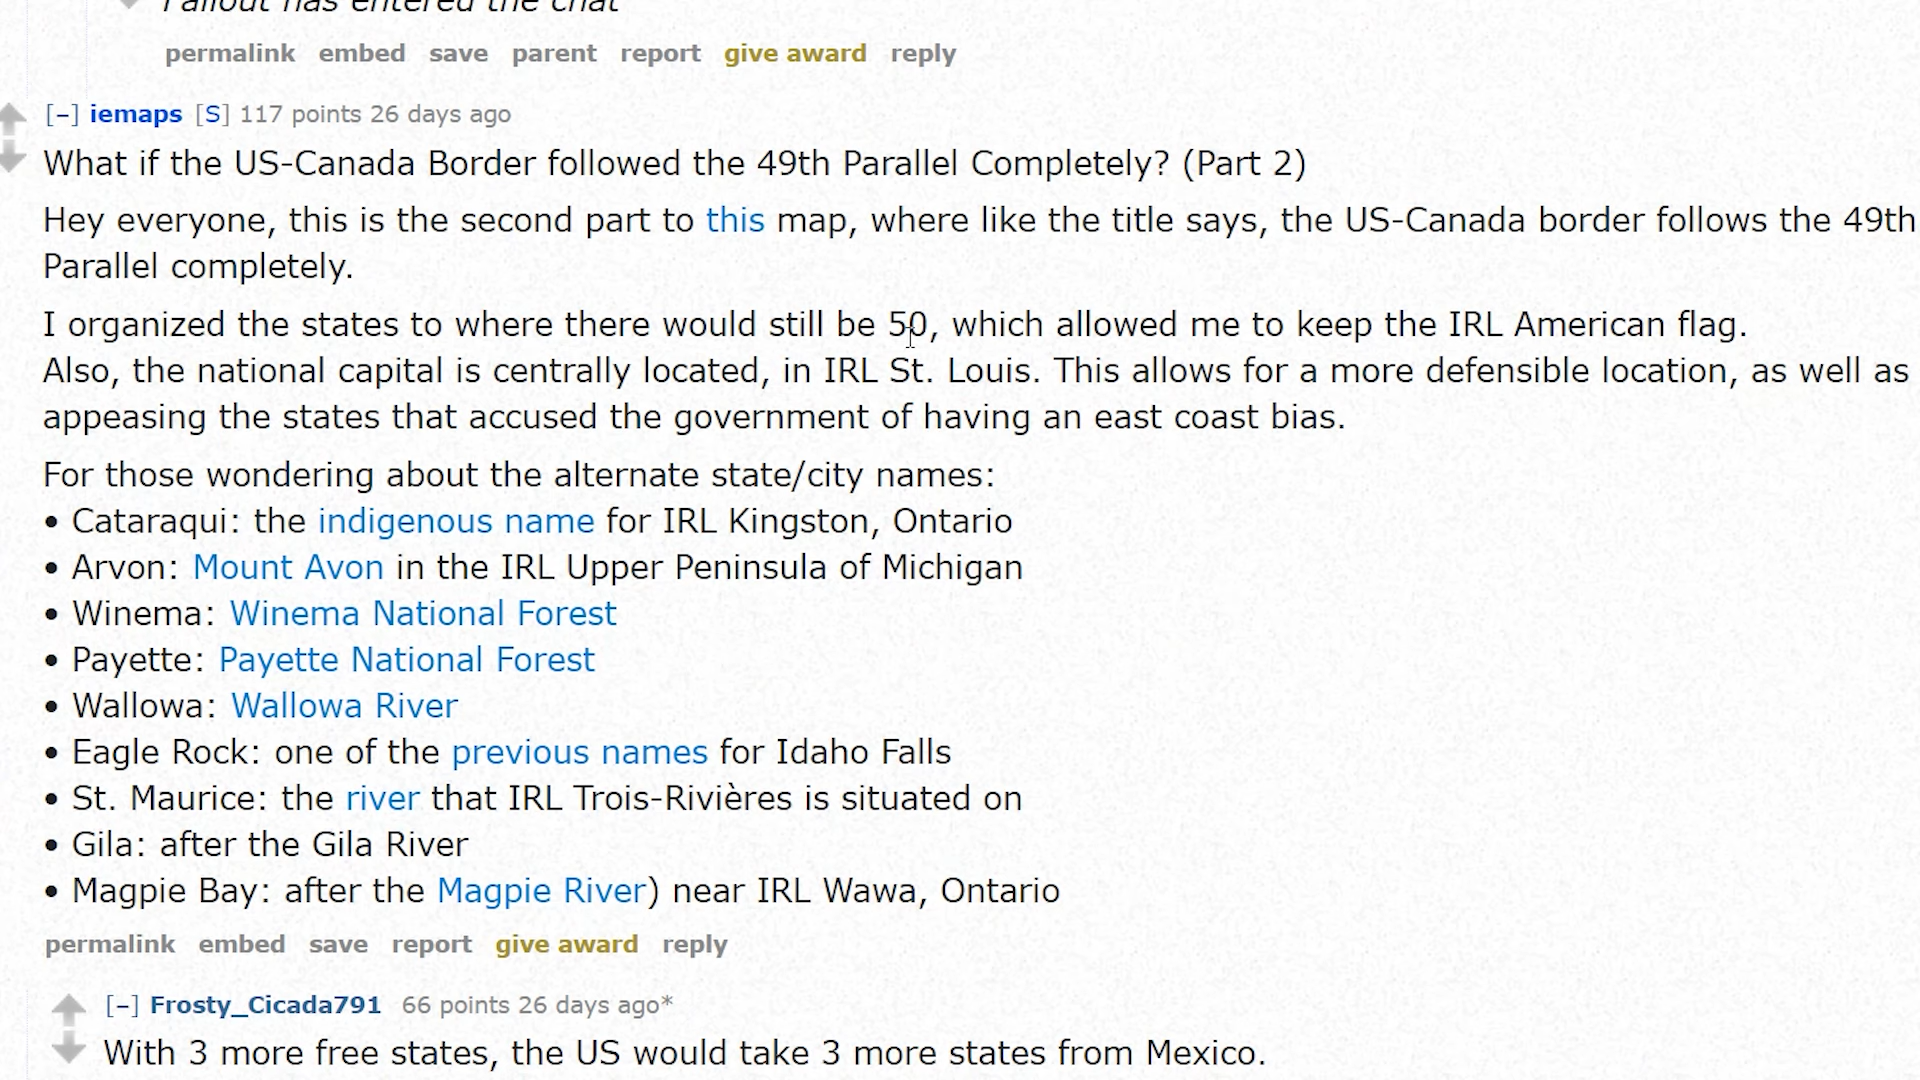 Fallout has entered the chat
permalink embed save parent report give award reply
[–] iemaps [S] 117 points 26 days ago
What if the US-Canada Border followed the 49th Parallel Completely? (Part 2)
Hey everyone, this is the second part to this map, where like the title says, the US-Canada border follows the 49th
Parallel completely.
I organized the states to where there would still be 50, which allowed me to keep the IRL American flag.
Also, the national capital is centrally located, in IRL St. Louis. This allows for a more defensible location, as well as
appeasing the states that accused the government of having an east coast bias.
For those wondering about the alternate state/city names:
• Cataraqui: the indigenous name for IRL Kingston, Ontario
• Arvon: Mount Avon in the IRL Upper Peninsula of Michigan
• Winema: Winema National Forest
• Payette: Payette National Forest
• Wallowa: Wallowa River
• Eagle Rock: one of the previous names for Idaho Falls
• St. Maurice: the river that IRL Trois-Rivières is situated on
• Gila: after the Gila River
• Magpie Bay: after the Magpie River) near IRL Wawa, Ontario
permalink embed save report give award reply
[–] Frosty_Cicada791 66 points 26 days ago*
With 3 more free states, the US would take 3 more states from Mexico.